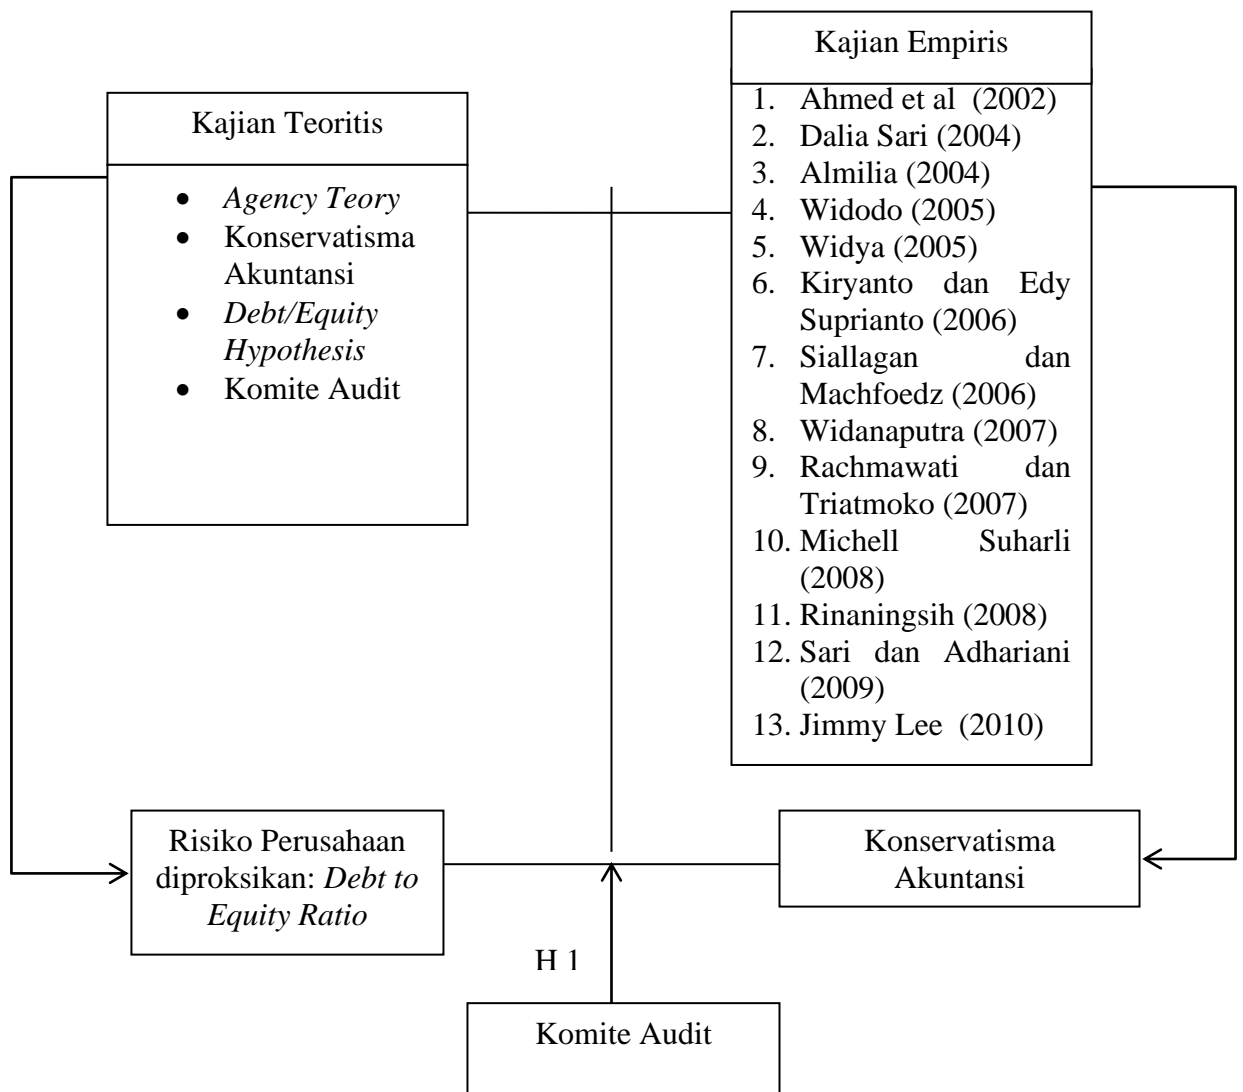 Kajian Empiris
1. Ahmed et al (2002)
2. Dalia Sari (2004)
3. Almilia (2004)
4. Widodo (2005)
5. Widya (2005)
6. Kiryanto dan Edy
Suprianto (2006)
7. Siallagan dan
Machfoedz (2006)
8. Widanaputra (2007)
9. Rachmawati dan
Triatmoko (2007)
10. Michell Suharli
(2008)
11. Rinaningsih (2008)
12. Sari dan Adhariani
(2009)
13. Jimmy Lee (2010)
Kajian Teoritis
• Agency Teory
• Konservatisma
Akuntansi
• Debt/Equity
Hypothesis
• Komite Audit
Risiko Perusahaan
diproksikan: Debt to
Equity Ratio
Konservatisma
Akuntansi
H 1
Komite Audit